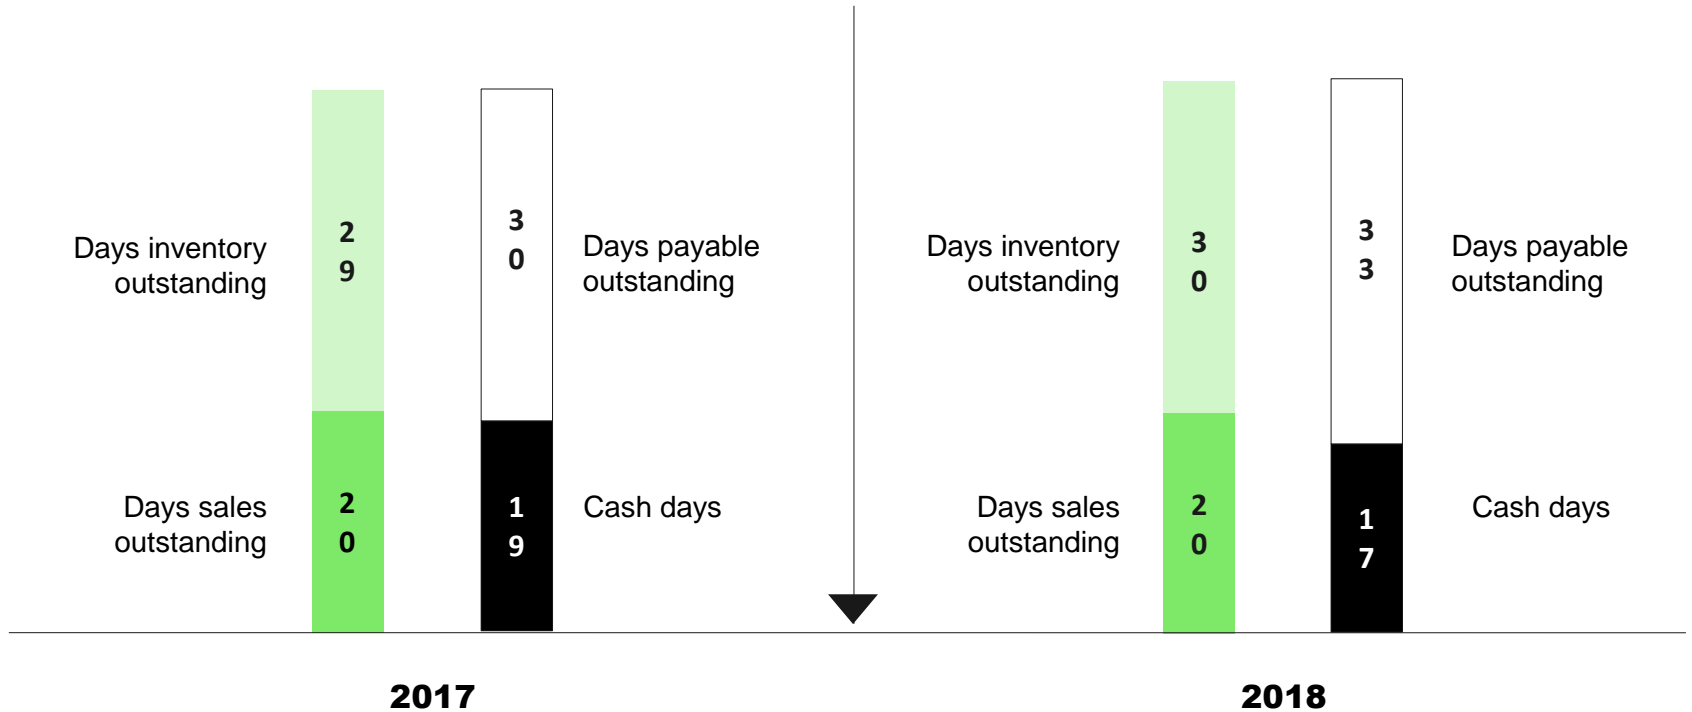 Days inventory
outstanding
2
9
3
0
Days payable
outstanding
Days sales
outstanding
2
0
1
9
Cash days
2017
Days inventory
outstanding
3
0
3
3
Days payable
outstanding
Days sales
outstanding
2
0
1
7
Cash days
2018